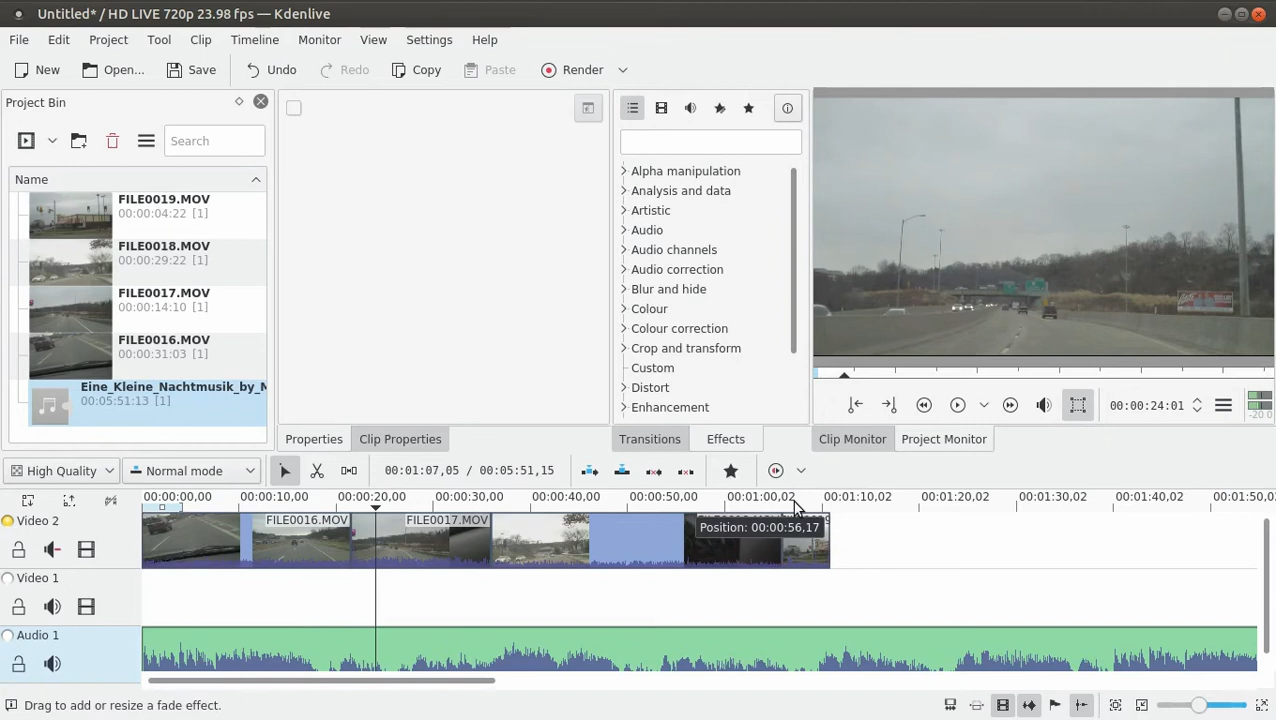 Untitled* / HD LIVE 720p 23.98 fps — Kdenlive
File Edit Project Tool Clip Timeline Monitor View Settings Help
New Open... Save Undo Redo Copy Paste Render
Project Bin
Search
Name
FILE0019.MOV
00:00:04:22 [1]
FILE0018.MOV
00:00:29:22 [1]
FILE0017.MOV
00:00:14:10 [1]
FILE0016.MOV
00:00:31:03 [1]
Eine_Kleine_Nachtmusik_by_M
00:05:51:13 [1]
Properties Clip Properties
Alpha manipulation
Analysis and data
Artistic
Audio
Audio channels
Audio correction
Blur and hide
Colour
Colour correction
Crop and transform
Custom
Distort
Enhancement
Transitions Effects
00:00:24:01
-20 0
Clip Monitor Project Monitor
High Quality Normal mode 00:01:07,05 / 00:05:51,15
00:00:00,00 00:00:10,00 00:00:20,00 00:00:30,00 00:00:40,00 00:00:50,00 00:01:00,02 00:01:10,02 00:01:20,02 00:01:30,02 00:01:40,02 00:01:50,0
Video 2
FILE0016.MOV FILE0017.MOV
Position: 00:00:56,17
Video 1
Audio 1
Drag to add or resize a fade effect.